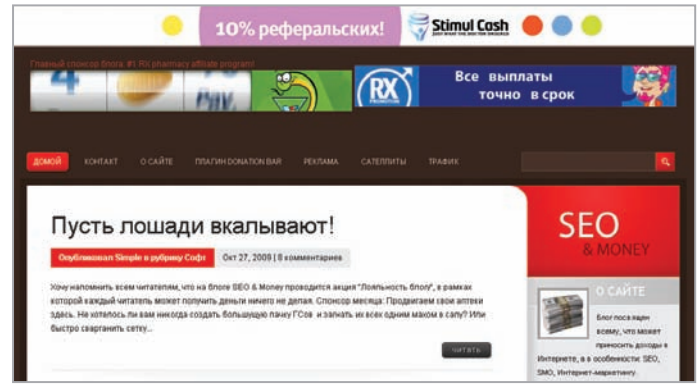 10% реферальских!
Stimul Cash
Главный спонсор блога: #1 Rx pharmacy affiliate program!
4
Pay.
RX
PROMOTION
Все выплаты
точно в срок
ДОМОЙ КОНТАКТ О САЙТЕ ПЛАГИН DONATION BAR РЕКЛАМА САТЕЛЛИТЫ ТРАФИК
Пусть лошади вкалывают!
Опубликовал Simple в рубрику Софт Окт 27, 2009 | 8 комментариев
Хочу напомнить всем читателям, что на блоге SEO & Money проводится акция "Лояльность блогу", в рамках
которой каждый читатель может получить деньги ничего не делая. Спонсор месяца: Продвигаем свои аптеки
здесь. Не хотелось ли вам никогда создать большущую пачку ГСов и загнать их всех одним махом в сапу? Или
быстро сварганить сетку...
ЧИТАТЬ
SEO
& MONEY
О САЙТЕ
Блог посвящен
всему, что может
приносить доходы в
Интернете, а в особенности: SEO,
SMO, Интернет-маркетингу.